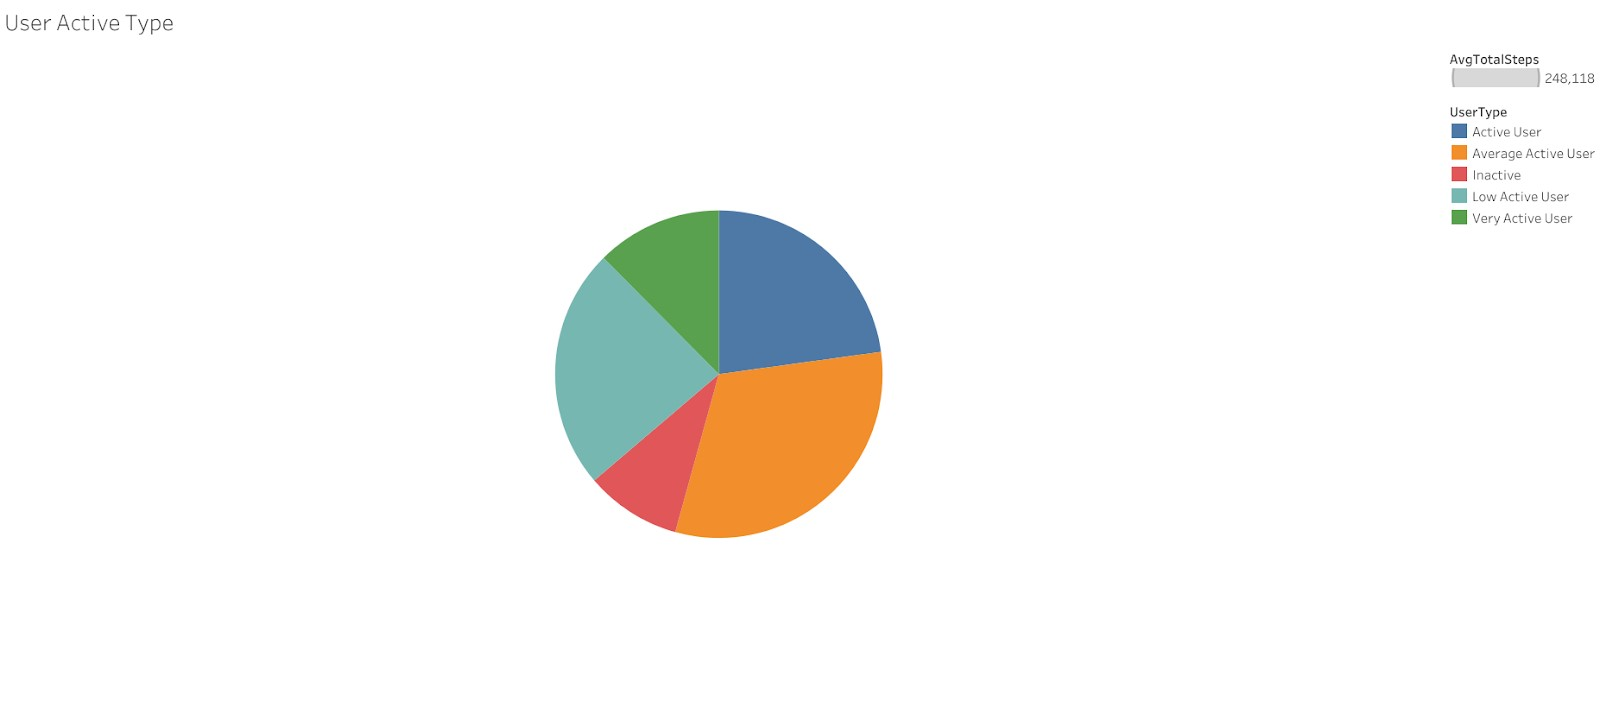 User Active Type
AvgTotalSteps
248,118
UserType
Active User
Average Active User
Inactive
Low Active User
Very Active User